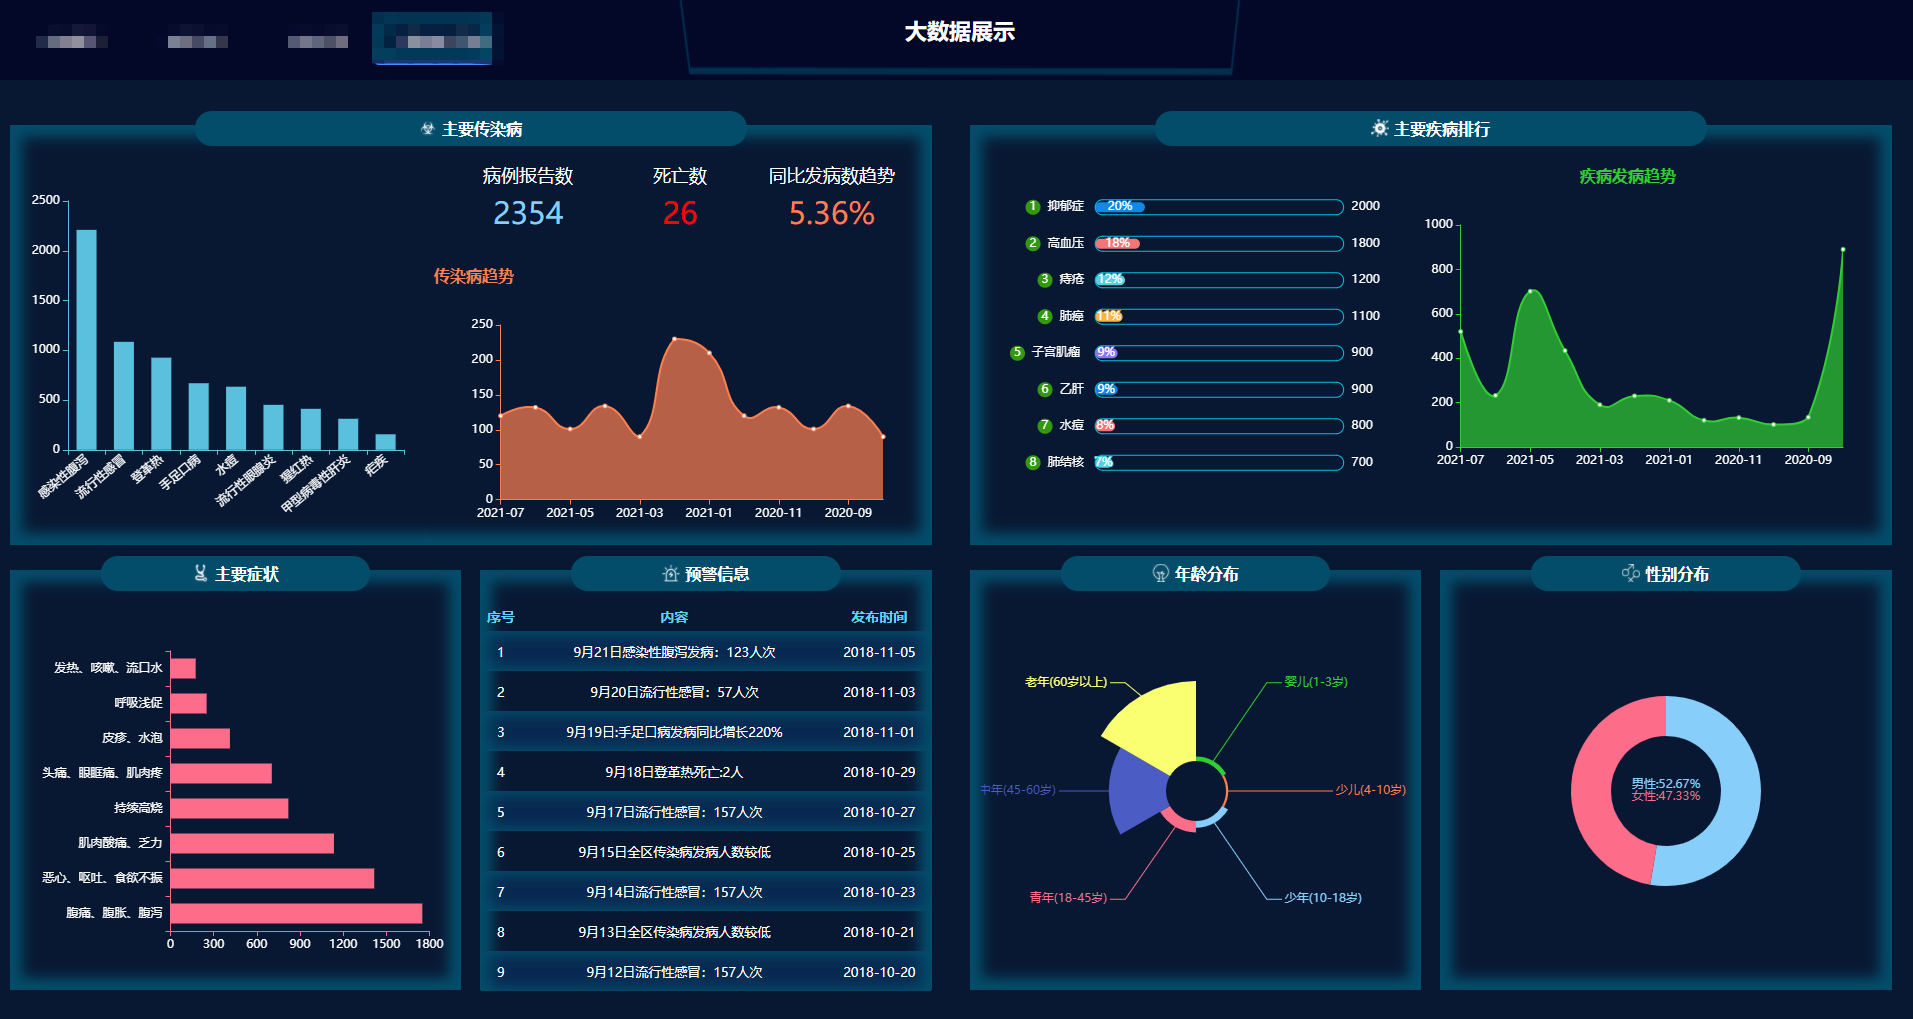 大数据展示
主要传染病
病例报告数
死亡数
同比发病数趋势
2354
26
5.36%
2500
2000
1500
1000
500
0
感染性腹泻
流行性感冒
登革热
手足口病
水痘
流行性眼腺炎
猩红热
甲型病毒性肝炎
疟疾
传染病趋势
250
200
150
100
50
0
2021-07
2021-05
2021-03
2021-01
2020-11
2020-09
主要疾病排行
1 抑郁症 20% 2000
2 高血压 18% 1800
3 痔疮 12% 1200
4 肺癌 11% 1100
5 子宫肌瘤 9% 900
6 乙肝 9% 900
7 水痘 8% 800
8 肺结核 7% 700
疾病发病趋势
1000
800
600
400
200
0
2021-07
2021-05
2021-03
2021-01
2020-11
2020-09
主要症状
发热、咳嗽、流口水
呼吸浅促
皮疹、水泡
头痛、眼眶痛、肌肉疼
持续高烧
肌肉酸痛、乏力
恶心、呕吐、食欲不振
腹痛、腹胀、腹泻
0
300
600
900
1200
1500
1800
预警信息
序号 内容 发布时间
1 9月21日感染性腹泻发病：123人次 2018-11-05
2 9月20日流行性感冒：57人次 2018-11-03
3 9月19日:手足口病发病同比增长220% 2018-11-01
4 9月18日登革热死亡:2人 2018-10-29
5 9月17日流行性感冒：157人次 2018-10-27
6 9月15日全区传染病发病人数较低 2018-10-25
7 9月14日流行性感冒：157人次 2018-10-23
8 9月13日全区传染病发病人数较低 2018-10-21
9 9月12日流行性感冒：157人次 2018-10-20
年龄分布
老年(60岁以上)
婴儿(1-3岁)
中年(45-60岁)
少儿(4-10岁)
青年(18-45岁)
少年(10-18岁)
性别分布
男性:52.67%
女性:47.33%